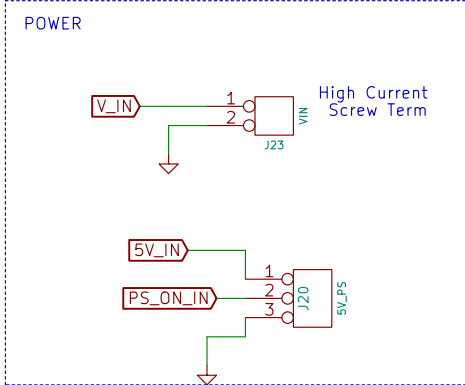 POWER
High Current
Screw Term
V_IN
1
2
VIN
J23
5V_IN
PS_ON_IN
1
2
3
J20
5V_PS